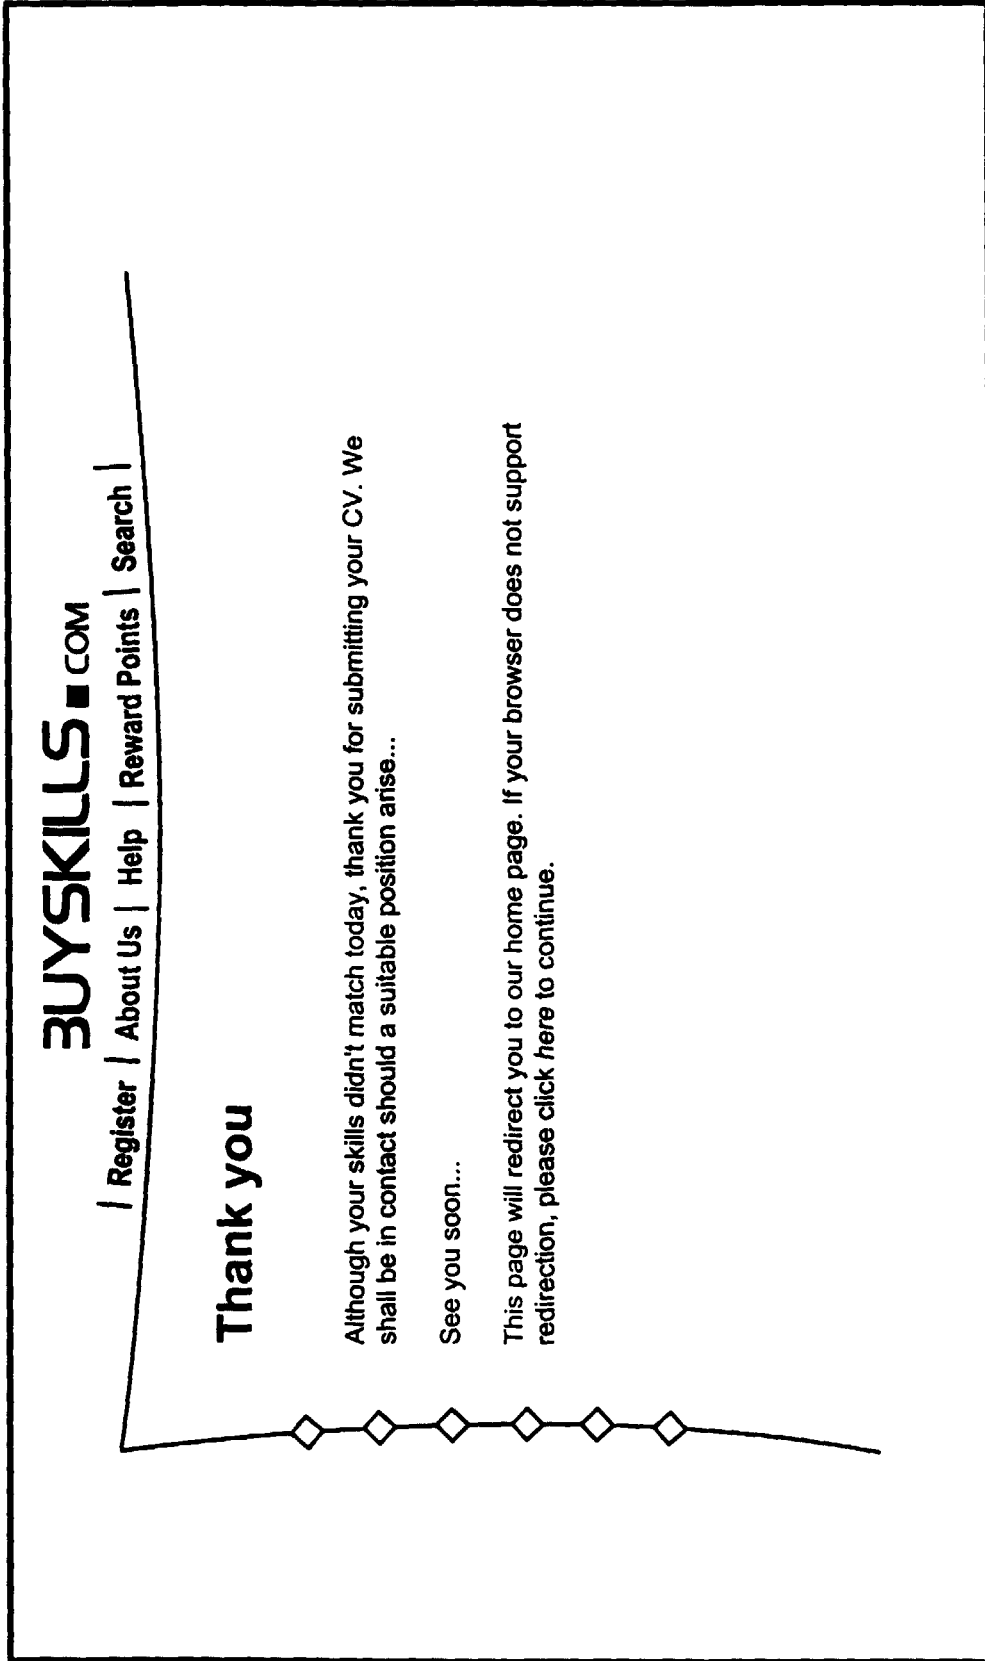 BUYSKILLS.COM
| Register | About Us | Help | Reward Points | Search |
Thank you
Although your skills didn't match today, thank you for submitting your CV. We
shall be in contact should a suitable position arise...
See you soon...
This page will redirect you to our home page. If your browser does not support
redirection, please click here to continue.